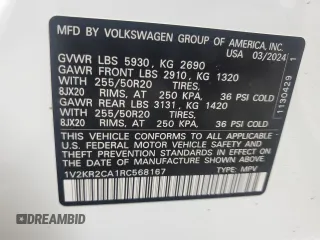 MFD BY VOLKSWAGEN GROUP OF AMERICA, INC.
USA 03/2024
GVWR LBS 5930, KG 2690
GAWR FRONT LBS 2910, KG 1320
WITH 255/50R20 TIRES,
8JX20 RIMS, AT 250 KPA, 36 PSI COLD
GAWR REAR LBS 3131, KG 1420
WITH 255/50R20 TIRES,
8JX20 RIMS, AT 250 KPA, 36 PSI COLD
THIS VEHICLE CONFORMS TO ALL APPLICABLE
U.S. FEDERAL MOTOR VEHICLE SAFETY AND
THEFT PREVENTION STANDARDS IN EFFECT ON THE
DATE OF MANUFACTURE SHOWN ABOVE.
1V2KR2CA1RC568167 TYPE: MPV
1130429 1
DREAMBID